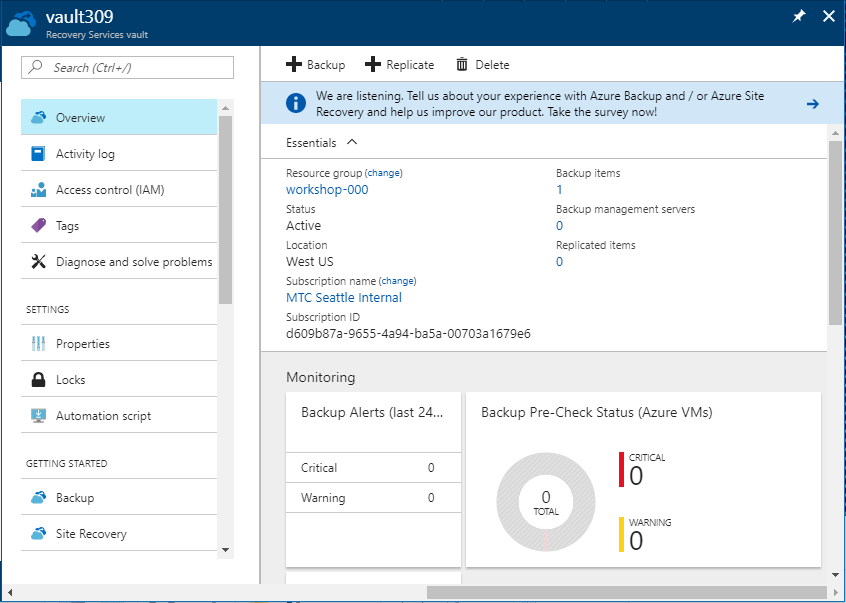 vault309
Recovery Services vault
Search (Ctrl+/)
Overview
Activity log
Access control (IAM)
Tags
Diagnose and solve problems
SETTINGS
Properties
Locks
Automation script
GETTING STARTED
Backup
Site Recovery
Backup
Replicate
Delete
We are listening. Tell us about your experience with Azure Backup and / or Azure Site
Recovery and help us improve our product. Take the survey now!
Essentials
Resource group (change)
workshop-000
Status
Active
Location
West US
Subscription name (change)
MTC Seattle Internal
Subscription ID
d609b87a-9655-4a94-ba5a-00703a1679e6
Backup items
1
Backup management servers
0
Replicated items
0
Monitoring
Backup Alerts (last 24...
Critical 0
Warning 0
Backup Pre-Check Status (Azure VMs)
0
TOTAL
CRITICAL
0
WARNING
0